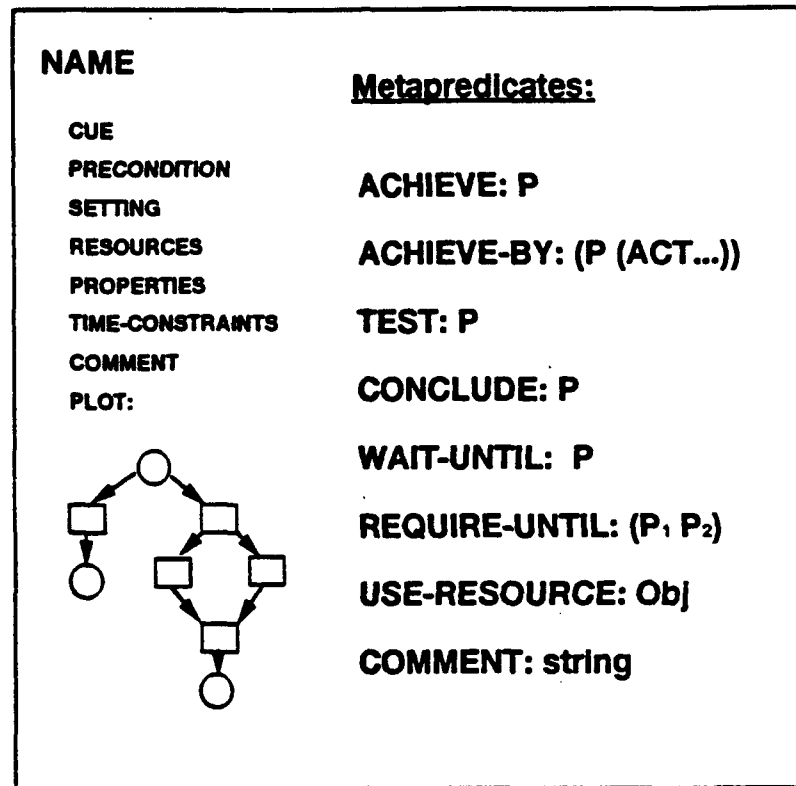 NAME
CUE
PRECONDITION
SETTING
RESOURCES
PROPERTIES
TIME-CONSTRAINTS
COMMENT
PLOT:
Metapredicates:
ACHIEVE: P
ACHIEVE-BY: (P (ACT...))
TEST: P
CONCLUDE: P
WAIT-UNTIL: P
REQUIRE-UNTIL: (P₁ P₂)
USE-RESOURCE: Obj
COMMENT: string